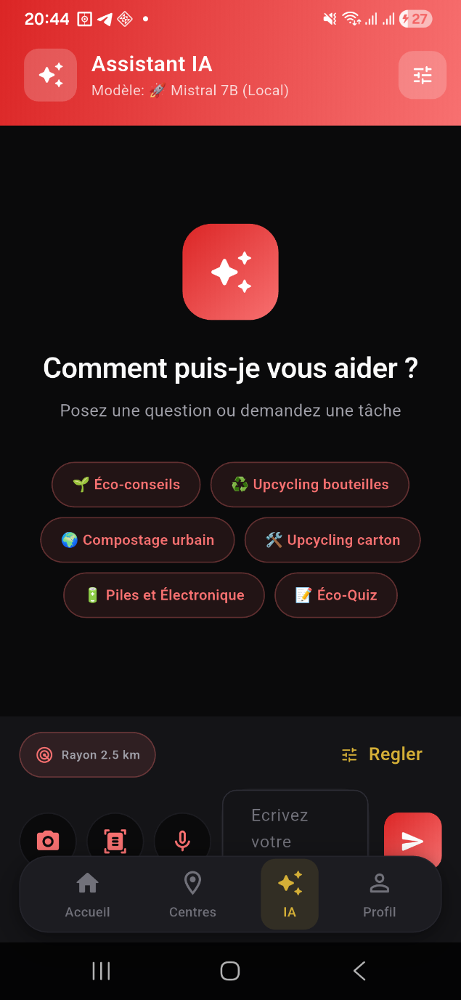 20:44
27
Assistant IA
Modèle: 🚀 Mistral 7B (Local)
Comment puis-je vous aider ?
Posez une question ou demandez une tâche
🌱 Éco-conseils
♻️ Upcycling bouteilles
🌍 Compostage urbain
🛠️ Upcycling carton
🔋 Piles et Électronique
📝 Éco-Quiz
Rayon 2.5 km
Regler
Ecrivez
votre
Accueil
Centres
IA
Profil